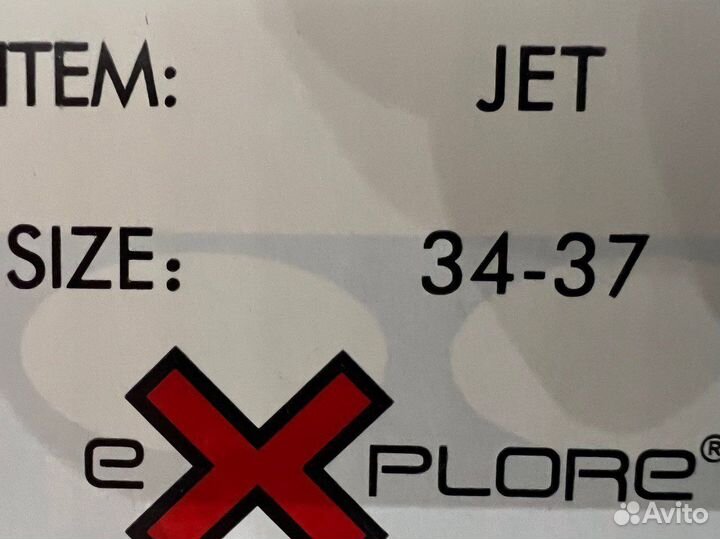 ITEM: JET
SIZE: 34-37
eXPLORe®
Avito